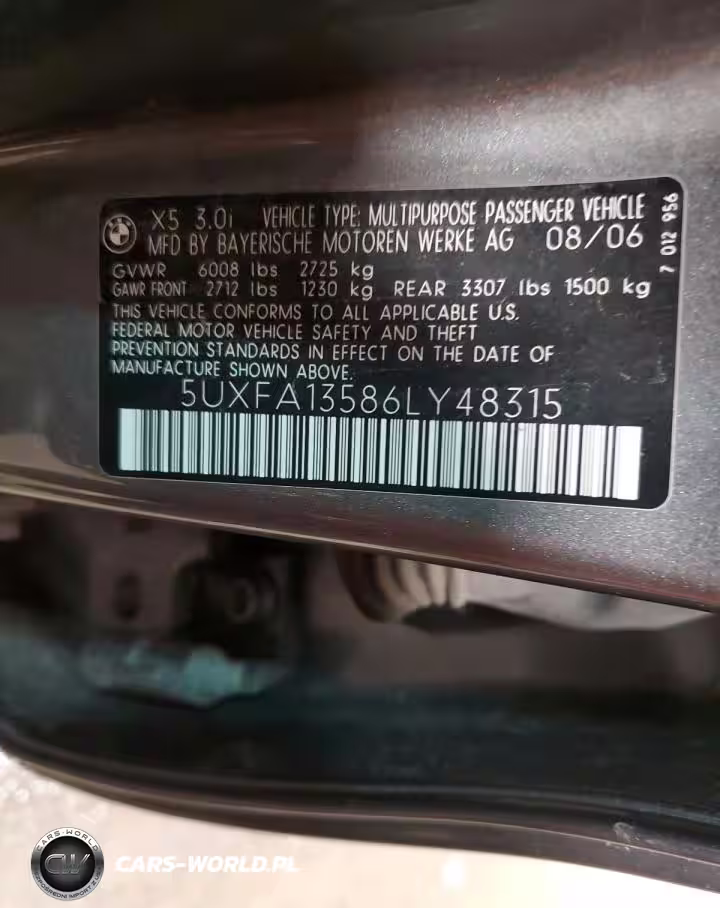 X5 3.0i VEHICLE TYPE: MULTIPURPOSE PASSENGER VEHICLE
MFD BY BAYERISCHE MOTOREN WERKE AG 08/06
GVWR 6008 lbs 2725 kg
GAWR FRONT 2712 lbs 1230 kg REAR 3307 lbs 1500 kg
THIS VEHICLE CONFORMS TO ALL APPLICABLE U.S.
FEDERAL MOTOR VEHICLE SAFETY AND THEFT
PREVENTION STANDARDS IN EFFECT ON THE DATE OF
MANUFACTURE SHOWN ABOVE.
5UXFA13586LY48315
7 012 956
CARS-WORLD
CW
CARS-WORLD.PL